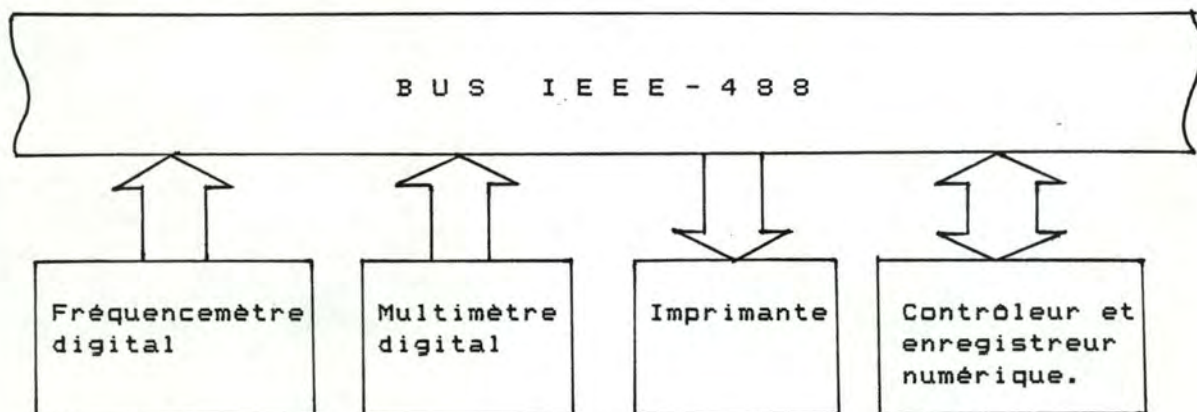 BUS IEEE-488
Fréquencemètre
digital
Multimètre
digital
Imprimante
Contrôleur et
enregistreur
numérique.